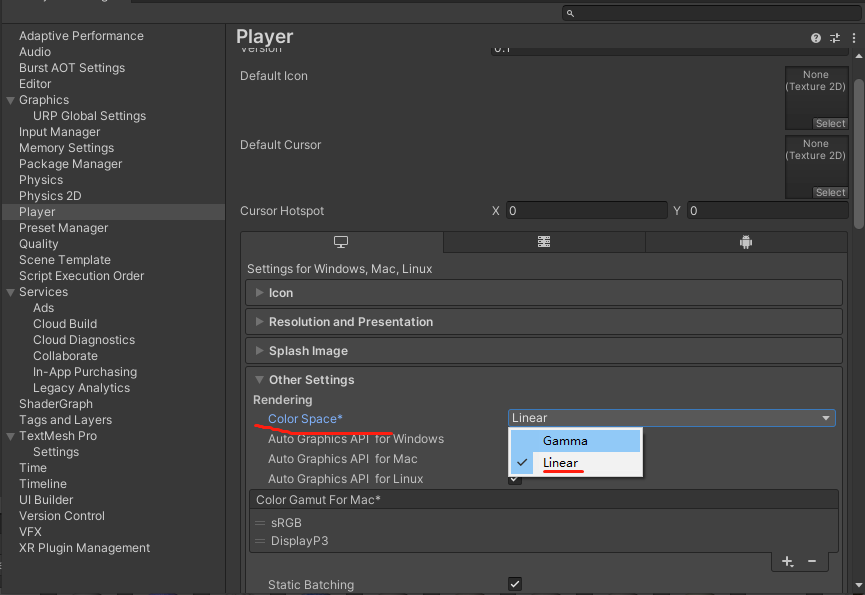 Player
Adaptive Performance
Audio
Burst AOT Settings
Editor
Graphics
URP Global Settings
Input Manager
Memory Settings
Package Manager
Physics
Physics 2D
Player
Preset Manager
Quality
Scene Template
Script Execution Order
Services
Ads
Cloud Build
Cloud Diagnostics
Collaborate
In-App Purchasing
Legacy Analytics
ShaderGraph
Tags and Layers
TextMesh Pro
Settings
Time
Timeline
UI Builder
Version Control
VFX
XR Plugin Management
Version 0.1
Default Icon
None
(Texture 2D)
Select
Default Cursor
None
(Texture 2D)
Select
Cursor Hotspot X 0 Y 0
Settings for Windows, Mac, Linux
Icon
Resolution and Presentation
Splash Image
Other Settings
Rendering
Color Space* Linear
Gamma
Linear
Auto Graphics API for Windows
Auto Graphics API for Mac
Auto Graphics API for Linux
Color Gamut For Mac*
sRGB
DisplayP3
Static Batching